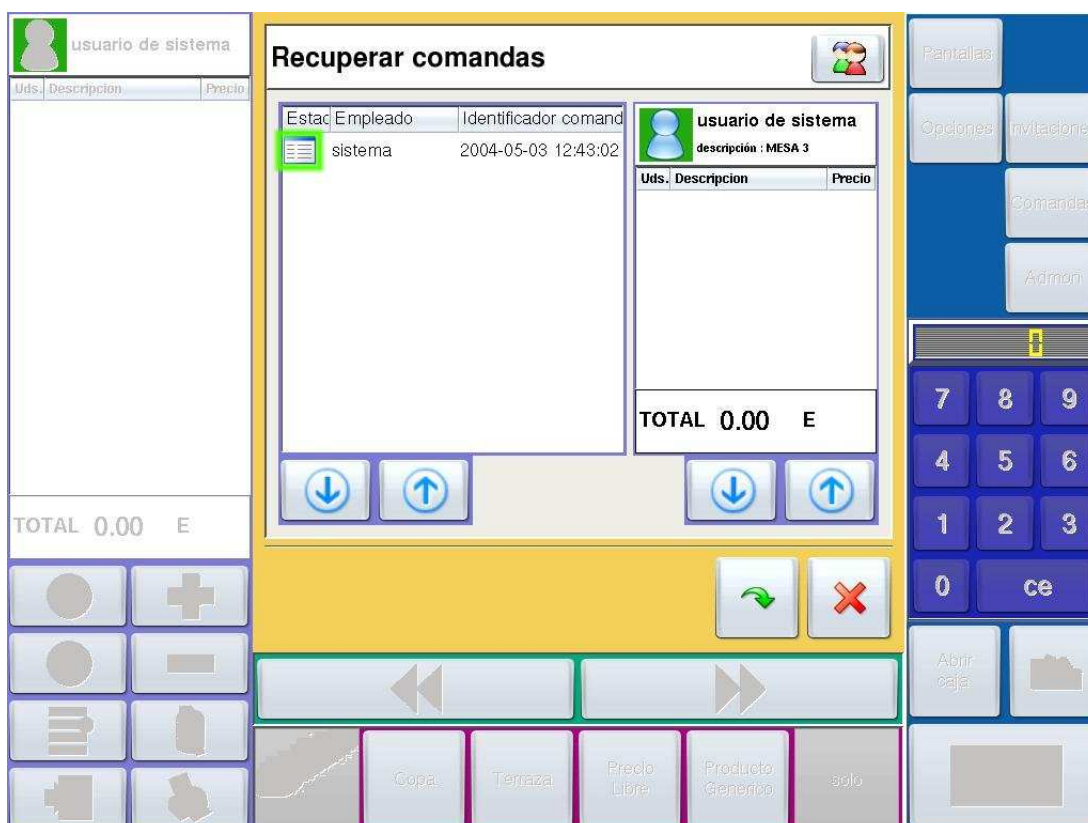 usuario de sistema
Uds. Descripcion Precio
TOTAL 0.00 E
Recuperar comandas
Estac Empleado Identificador comand
sistema 2004-05-03 12:43:02
usuario de sistema
descripción : MESA 3
Uds. Descripcion Precio
TOTAL 0.00 E
Copa
Terraza
Precio
Libre
Producto
Generico
solo
Pantallas
Opciones
Invitacione
Comandas
Admon
0
7 8 9
4 5 6
1 2 3
0 ce
Abrir
caja